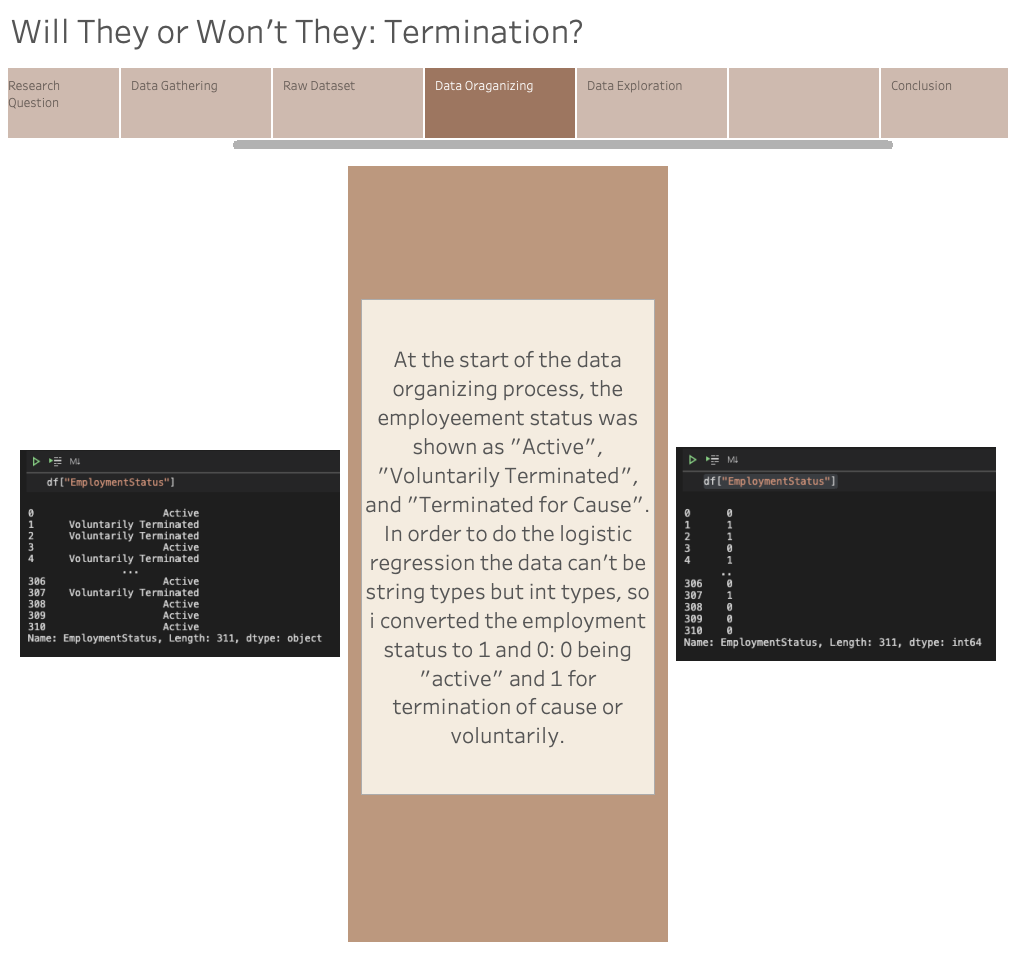 Will They or Won't They: Termination?
Research
Question
Data Gathering
Raw Dataset
Data Oraganizing
Data Exploration
Conclusion
M↓
df["EmploymentStatus"]
0 Active
1 Voluntarily Terminated
2 Voluntarily Terminated
3 Active
4 Voluntarily Terminated
...
306 Active
307 Voluntarily Terminated
308 Active
309 Active
310 Active
Name: EmploymentStatus, Length: 311, dtype: object
At the start of the data
organizing process, the
employeement status was
shown as "Active",
"Voluntarily Terminated",
and "Terminated for Cause".
In order to do the logistic
regression the data can't be
string types but int types, so
i converted the employment
status to 1 and 0: 0 being
"active" and 1 for
termination of cause or
voluntarily.
M↓
df["EmploymentStatus"]
0 0
1 1
2 1
3 0
4 1
..
306 0
307 1
308 0
309 0
310 0
Name: EmploymentStatus, Length: 311, dtype: int64